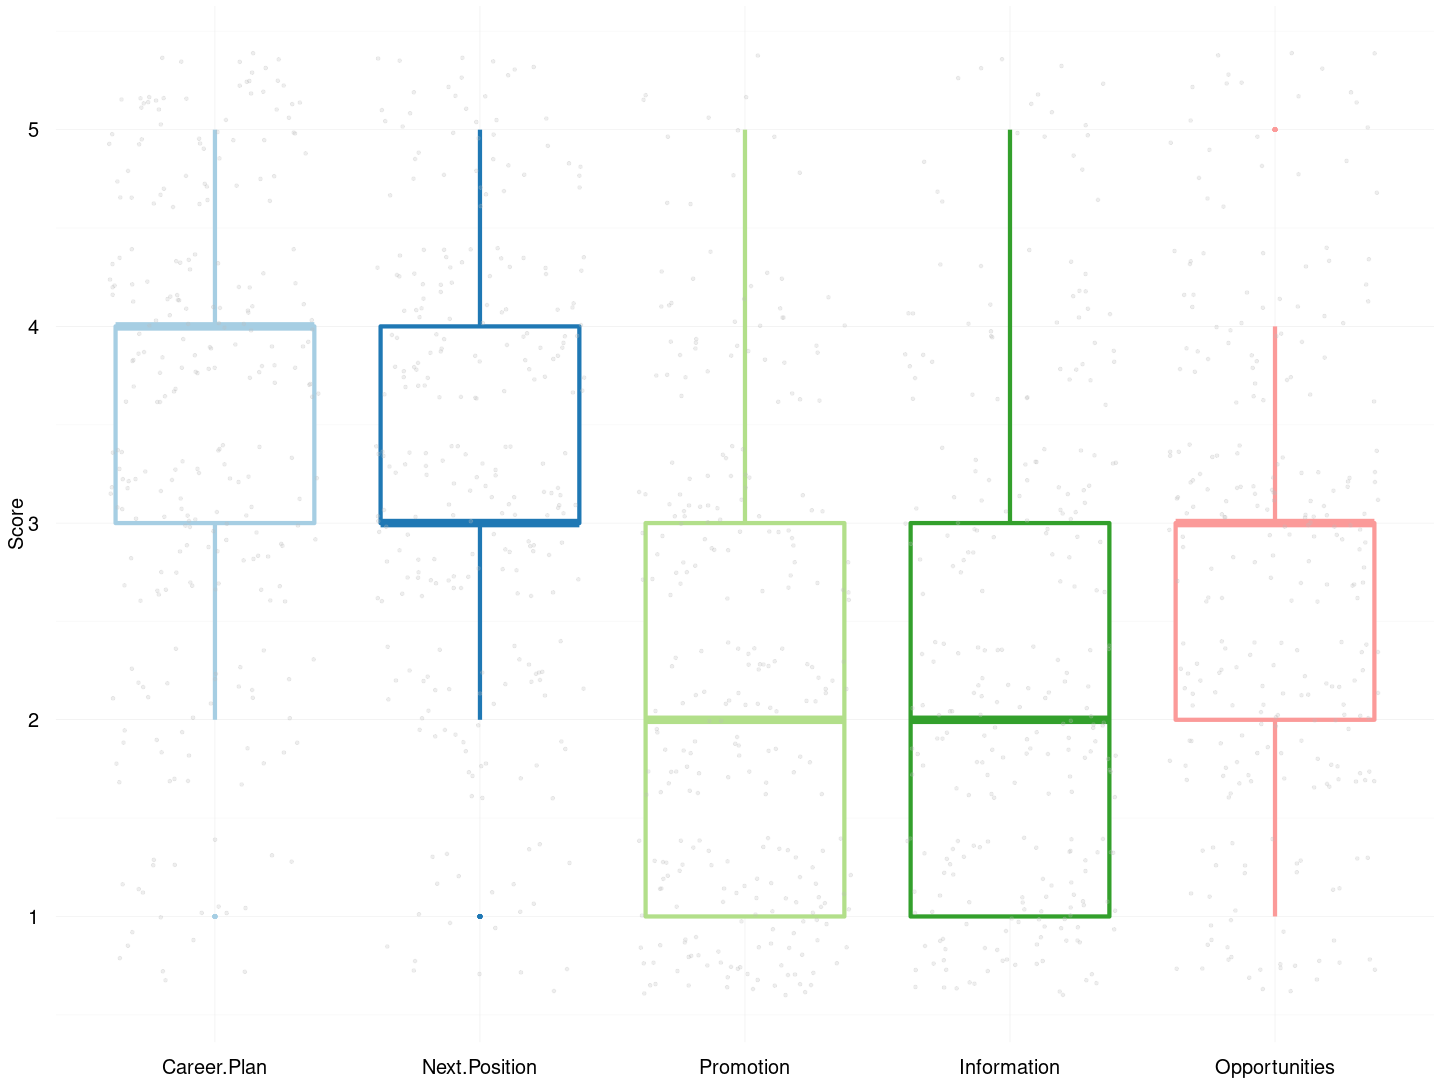 5
4
3
2
1
Score
Career.Plan
Next.Position
Promotion
Information
Opportunities